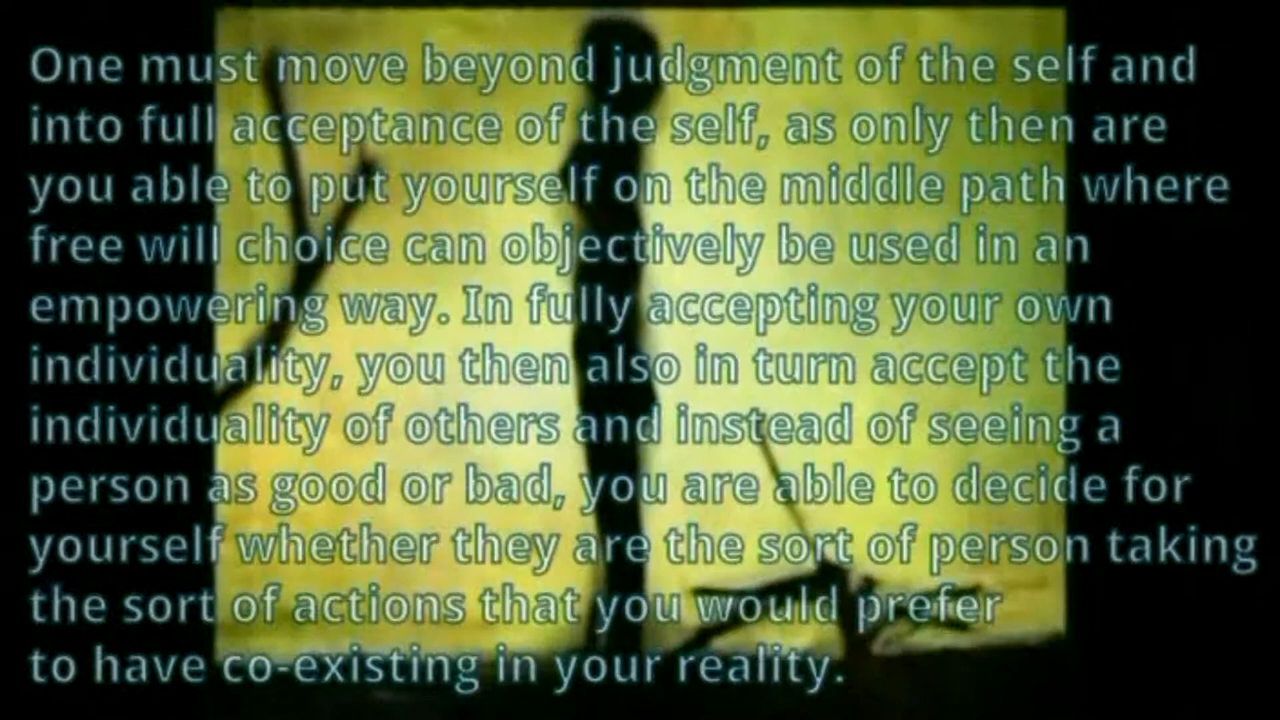 One must move beyond judgment of the self and
into full acceptance of the self, as only then are
you able to put yourself on the middle path where
free will choice can objectively be used in an
empowering way. In fully accepting your own
individuality, you then also in turn accept the
individuality of others and instead of seeing a
person as good or bad, you are able to decide for
yourself whether they are the sort of person taking
the sort of actions that you would prefer
to have co-existing in your reality.